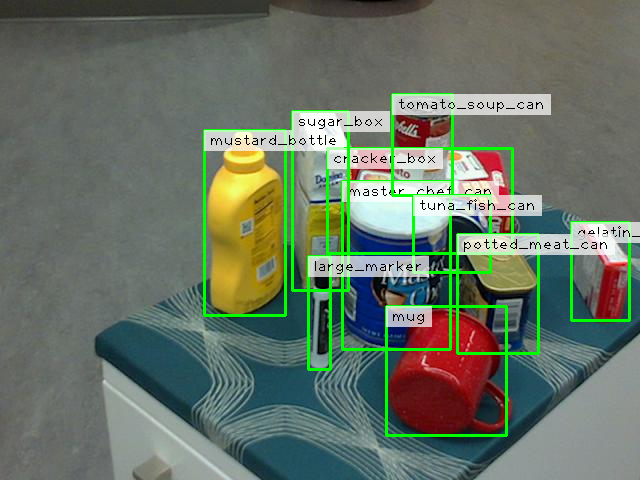 tomato_soup_can
sugar_box
mustard_bottle
cracker_box
master_chef_can
tuna_fish_can
gelatin_
potted_meat_can
large_marker
mug